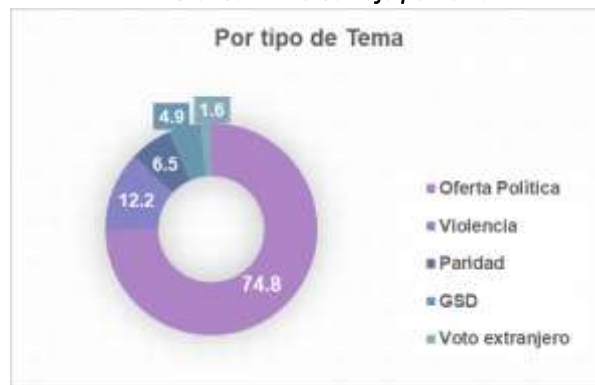 Por tipo de Tema
4.9
1.6
6.5
12.2
74.8
Oferta Política
Violencia
Paridad
GSD
Voto extranjero